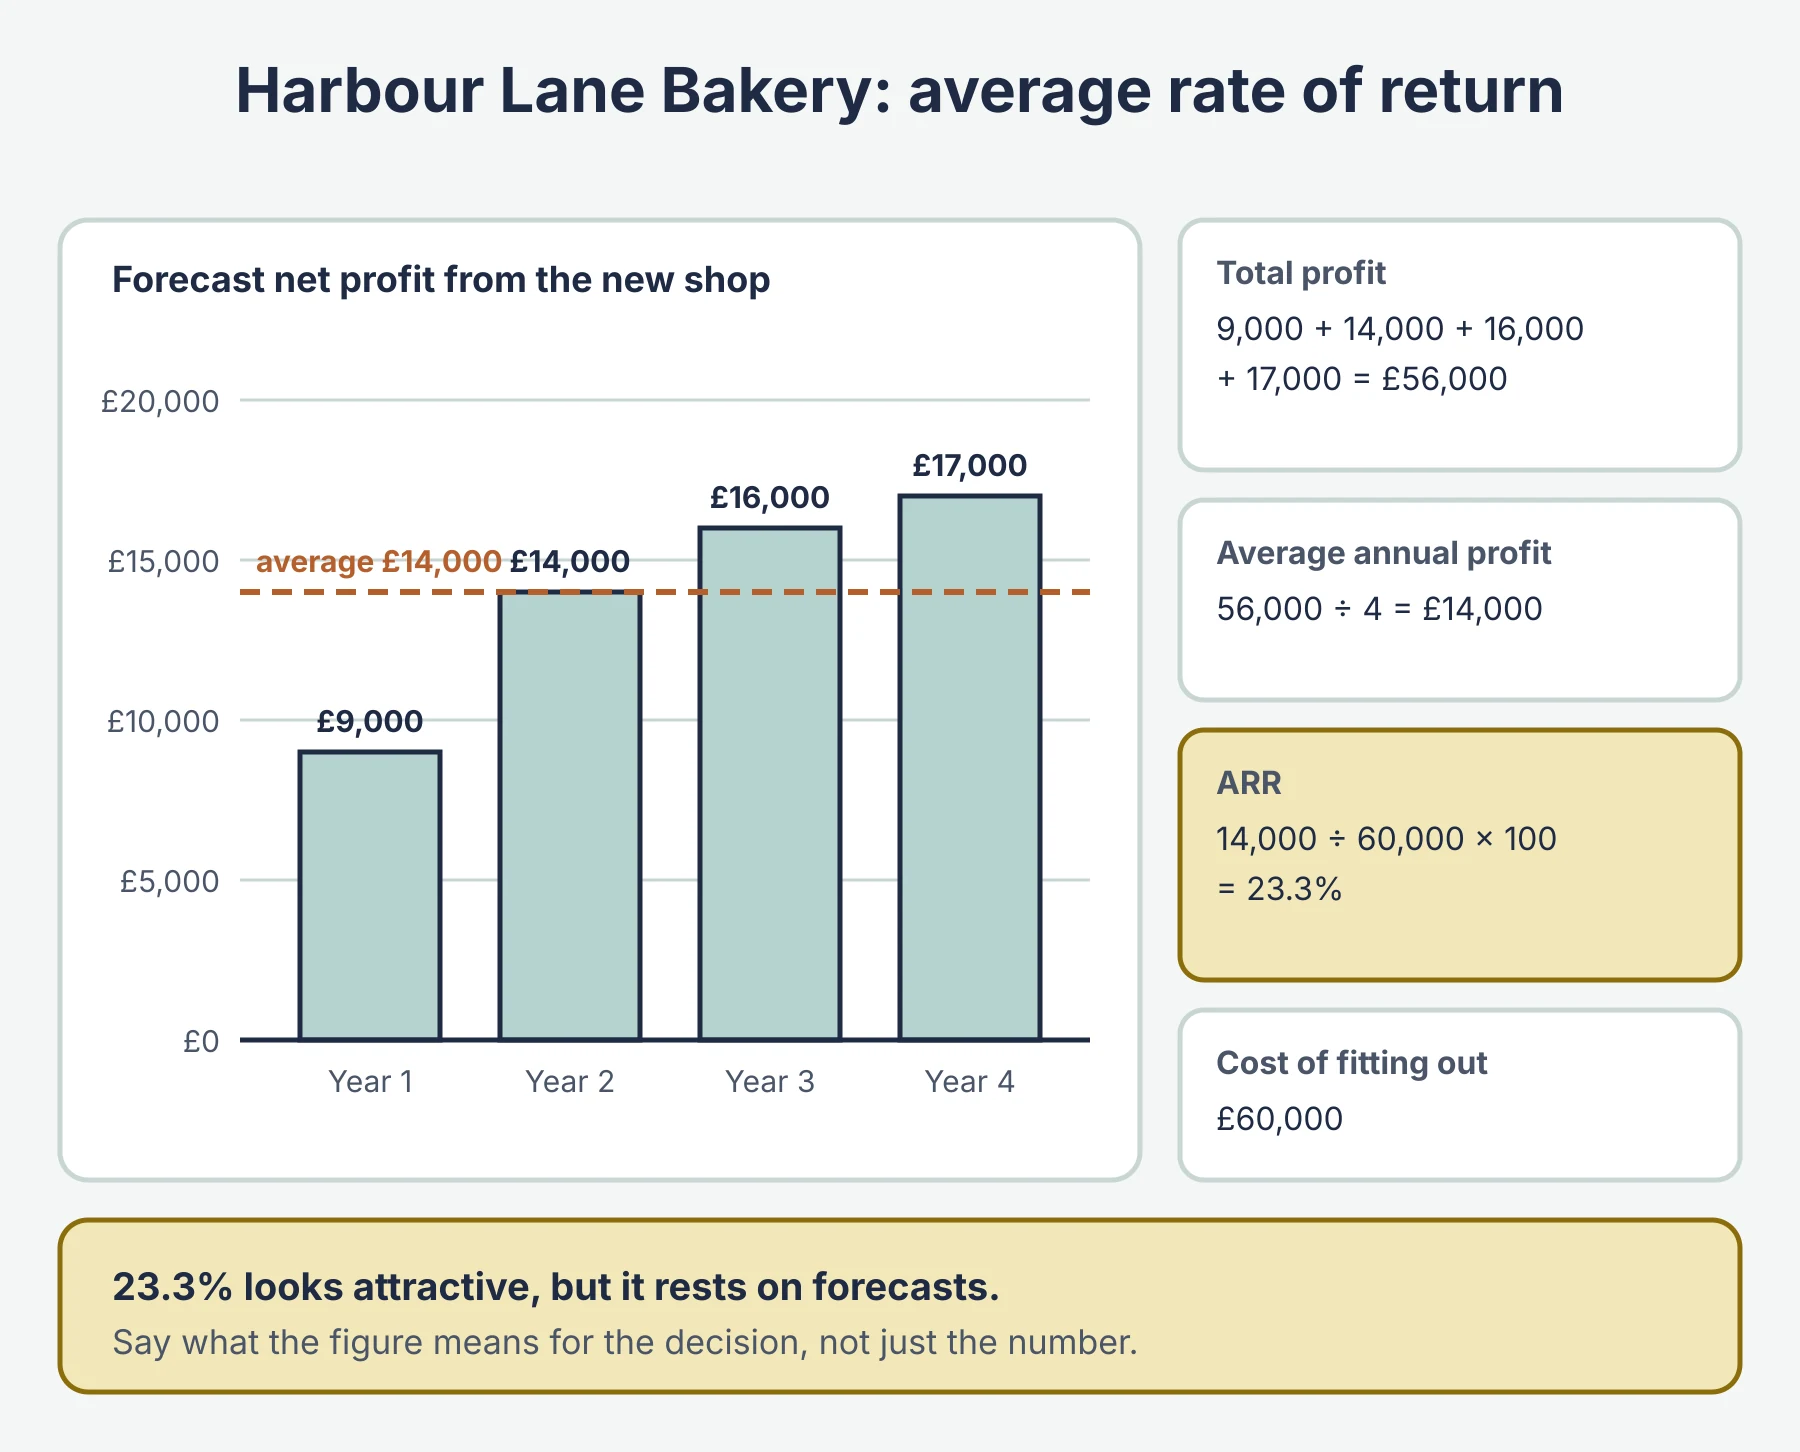 Harbour Lane Bakery: average rate of return
Forecast net profit from the new shop
£20,000
£15,000
£10,000
£5,000
£0
average £14,000
£9,000
£14,000
£16,000
£17,000
Year 1
Year 2
Year 3
Year 4
Total profit
9,000 + 14,000 + 16,000
+ 17,000 = £56,000
Average annual profit
56,000 ÷ 4 = £14,000
ARR
14,000 ÷ 60,000 × 100
= 23.3%
Cost of fitting out
£60,000
23.3% looks attractive, but it rests on forecasts.
Say what the figure means for the decision, not just the number.